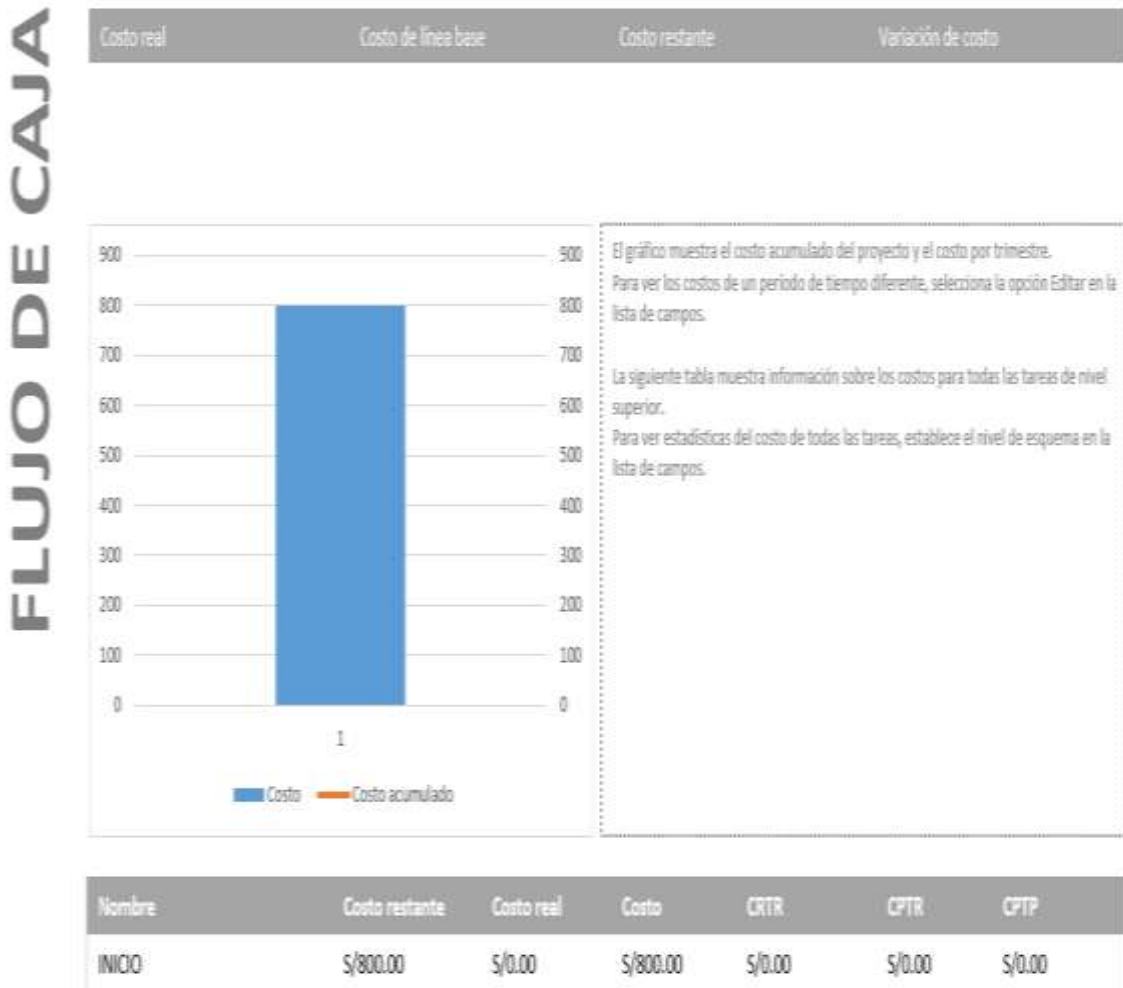 FLUJO DE CAJA
Costo real Costo de línea base Costo restante Variación de costo
900 900
800 800
700 700
600 600
500 500
400 400
300 300
200 200
100 100
0 0
1
Costo Costo acumulado
El gráfico muestra el costo acumulado del proyecto y el costo por trimestre.
Para ver los costos de un período de tiempo diferente, selecciona la opción Editar en la
lista de campos.
La siguiente tabla muestra información sobre los costos para todas las tareas de nivel
superior.
Para ver estadísticas del costo de todas las tareas, establece el nivel de esquema en la
lista de campos.
Nombre Costo restante Costo real Costo CRTR CPTR CPTP
INICIO S/800.00 S/0.00 S/800.00 S/0.00 S/0.00 S/0.00